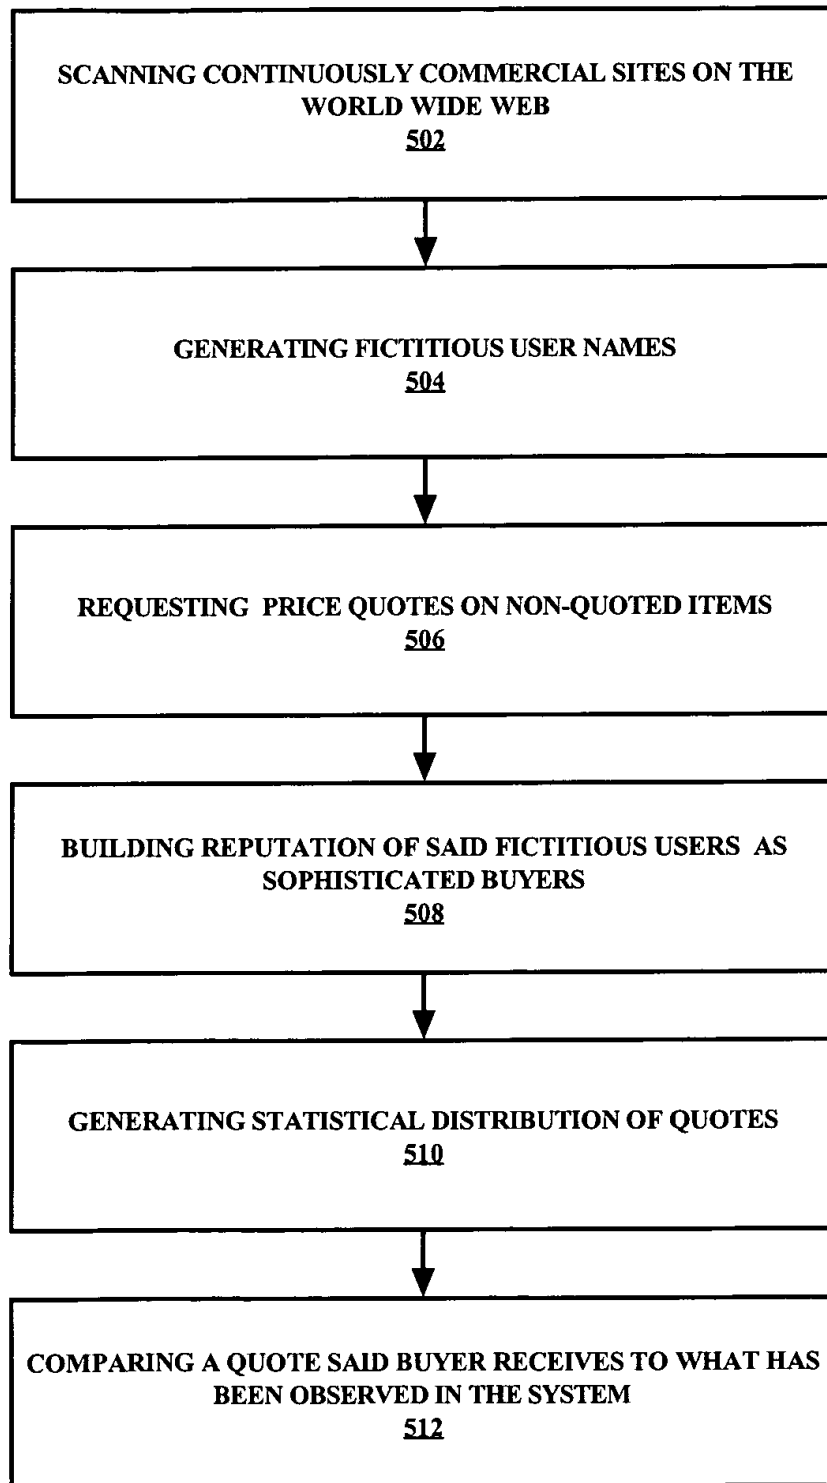 SCANNING CONTINUOUSLY COMMERCIAL SITES ON THE
WORLD WIDE WEB
502
GENERATING FICTITIOUS USER NAMES
504
REQUESTING PRICE QUOTES ON NON-QUOTED ITEMS
506
BUILDING REPUTATION OF SAID FICTITIOUS USERS AS
SOPHISTICATED BUYERS
508
GENERATING STATISTICAL DISTRIBUTION OF QUOTES
510
COMPARING A QUOTE SAID BUYER RECEIVES TO WHAT HAS
BEEN OBSERVED IN THE SYSTEM
512